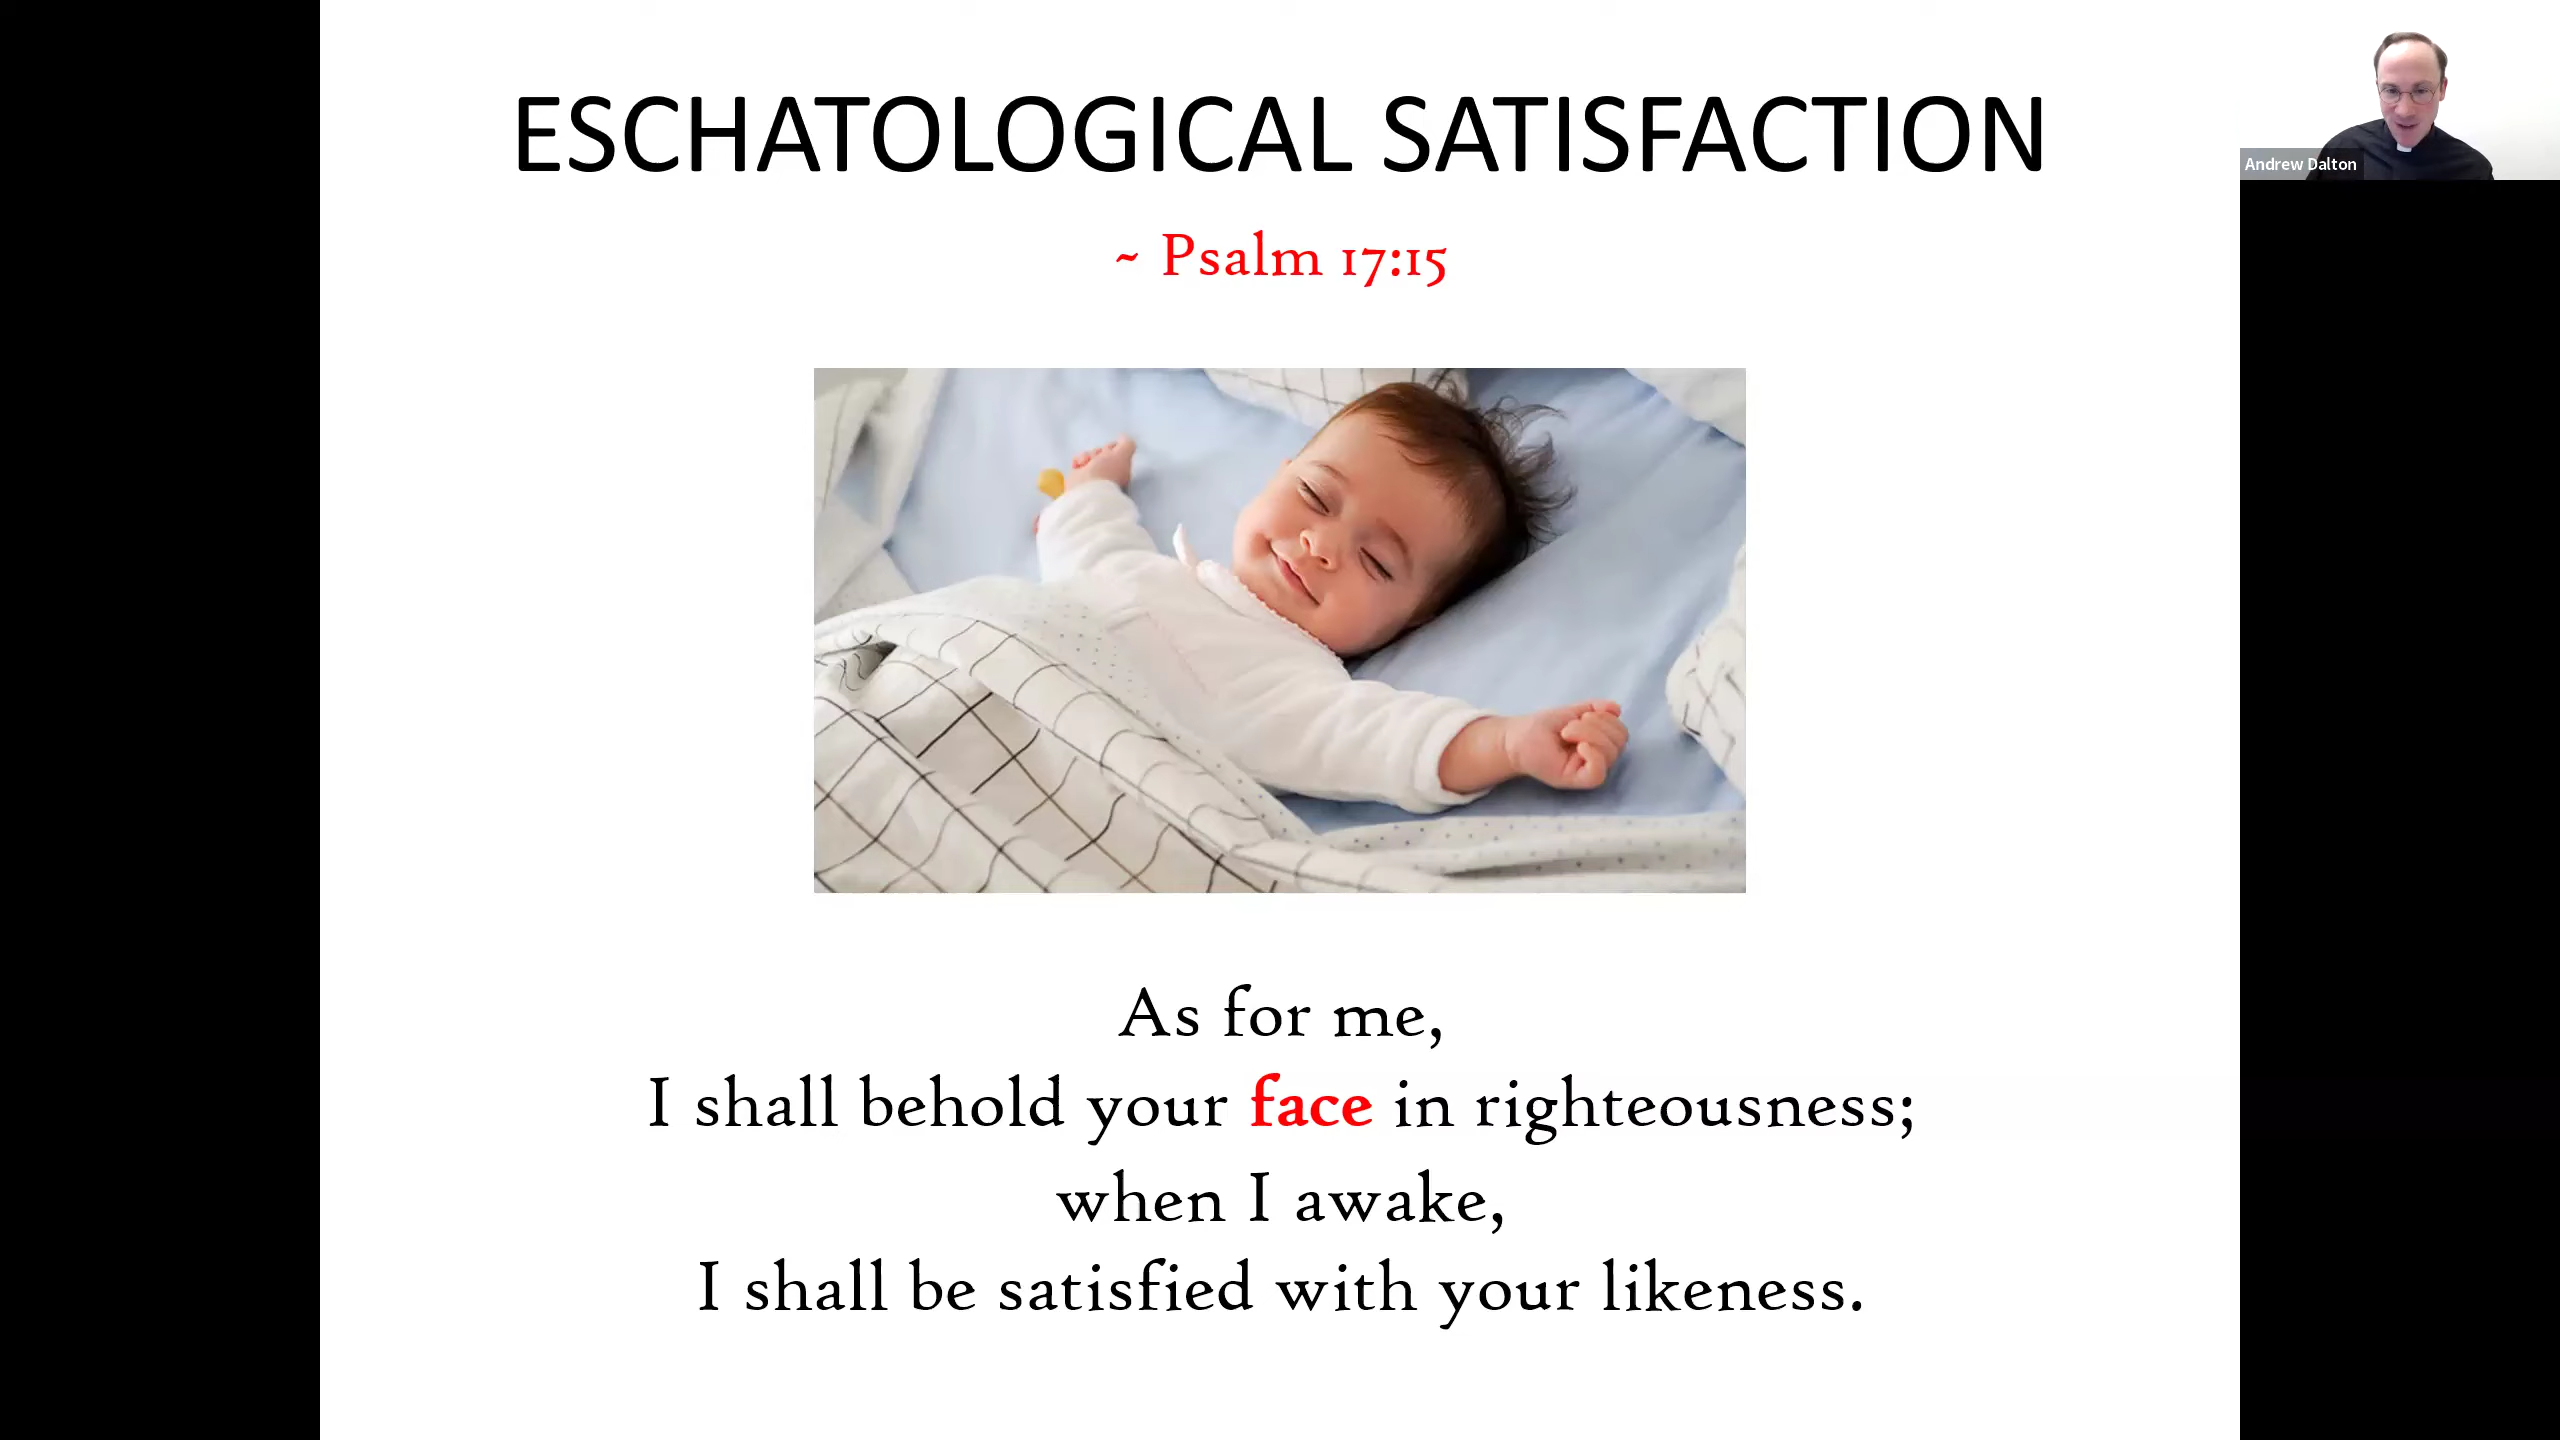 ESCHATOLOGICAL SATISFACTION
~ Psalm 17:15
Andrew Dalton
As for me,
I shall behold your face in righteousness;
when I awake,
I shall be satisfied with your likeness.